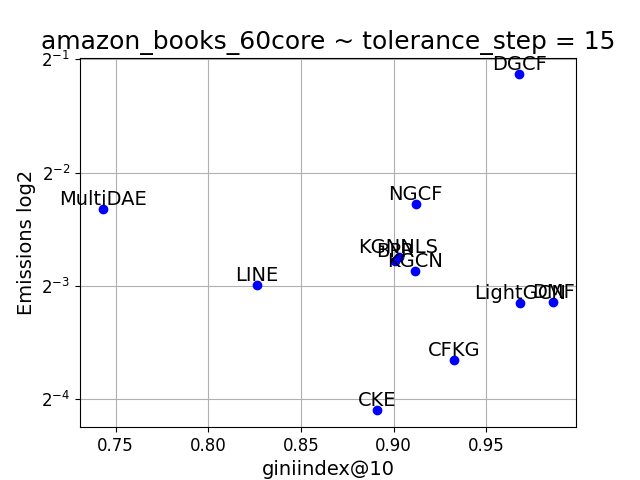 amazon_books_60core ~ tolerance_step = 15
2^-1
DGCF
2^-2
MultiDAE
NGCF
KGNNLS
BPR
KGCN
LINE
2^-3
LightGCN
DMF
CFKG
CKE
2^-4
Emissions log2
0.75 0.80 0.85 0.90 0.95
giniindex@10